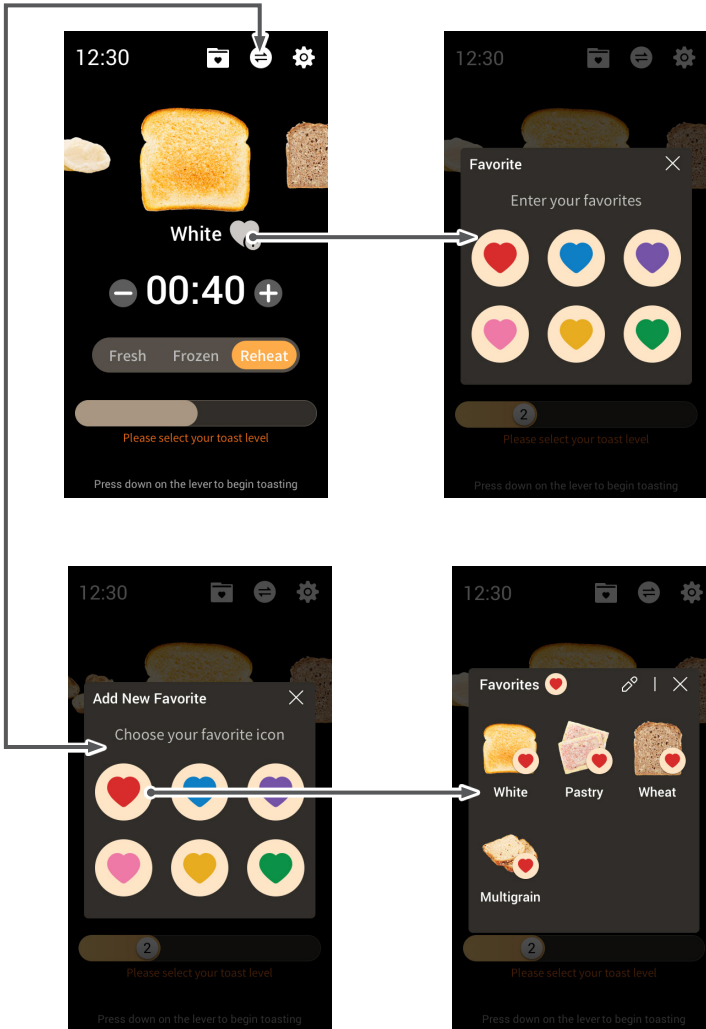 12:30
White
00:40
Fresh Frozen Reheat
Please select your toast level
Press down on the lever to begin toasting
12:30
Favorite
Enter your favorites
2
Please select your toast level
Press down on the lever to begin toasting
12:30
Add New Favorite
Choose your favorite icon
2
Please select your toast level
Press down on the lever to begin toasting
12:30
Favorites
White Pastry Wheat
Multigrain
2
Please select your toast level
Press down on the lever to begin toasting